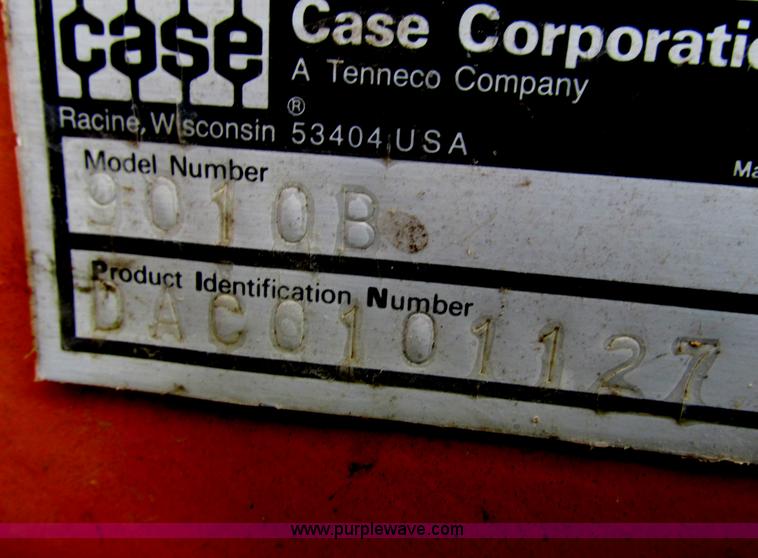 case
Case Corporatio
A Tenneco Company
®
Racine, Wisconsin 53404 USA
Ma
Model Number
9010B
Product Identification Number
DAC0101127
www.purplewave.com